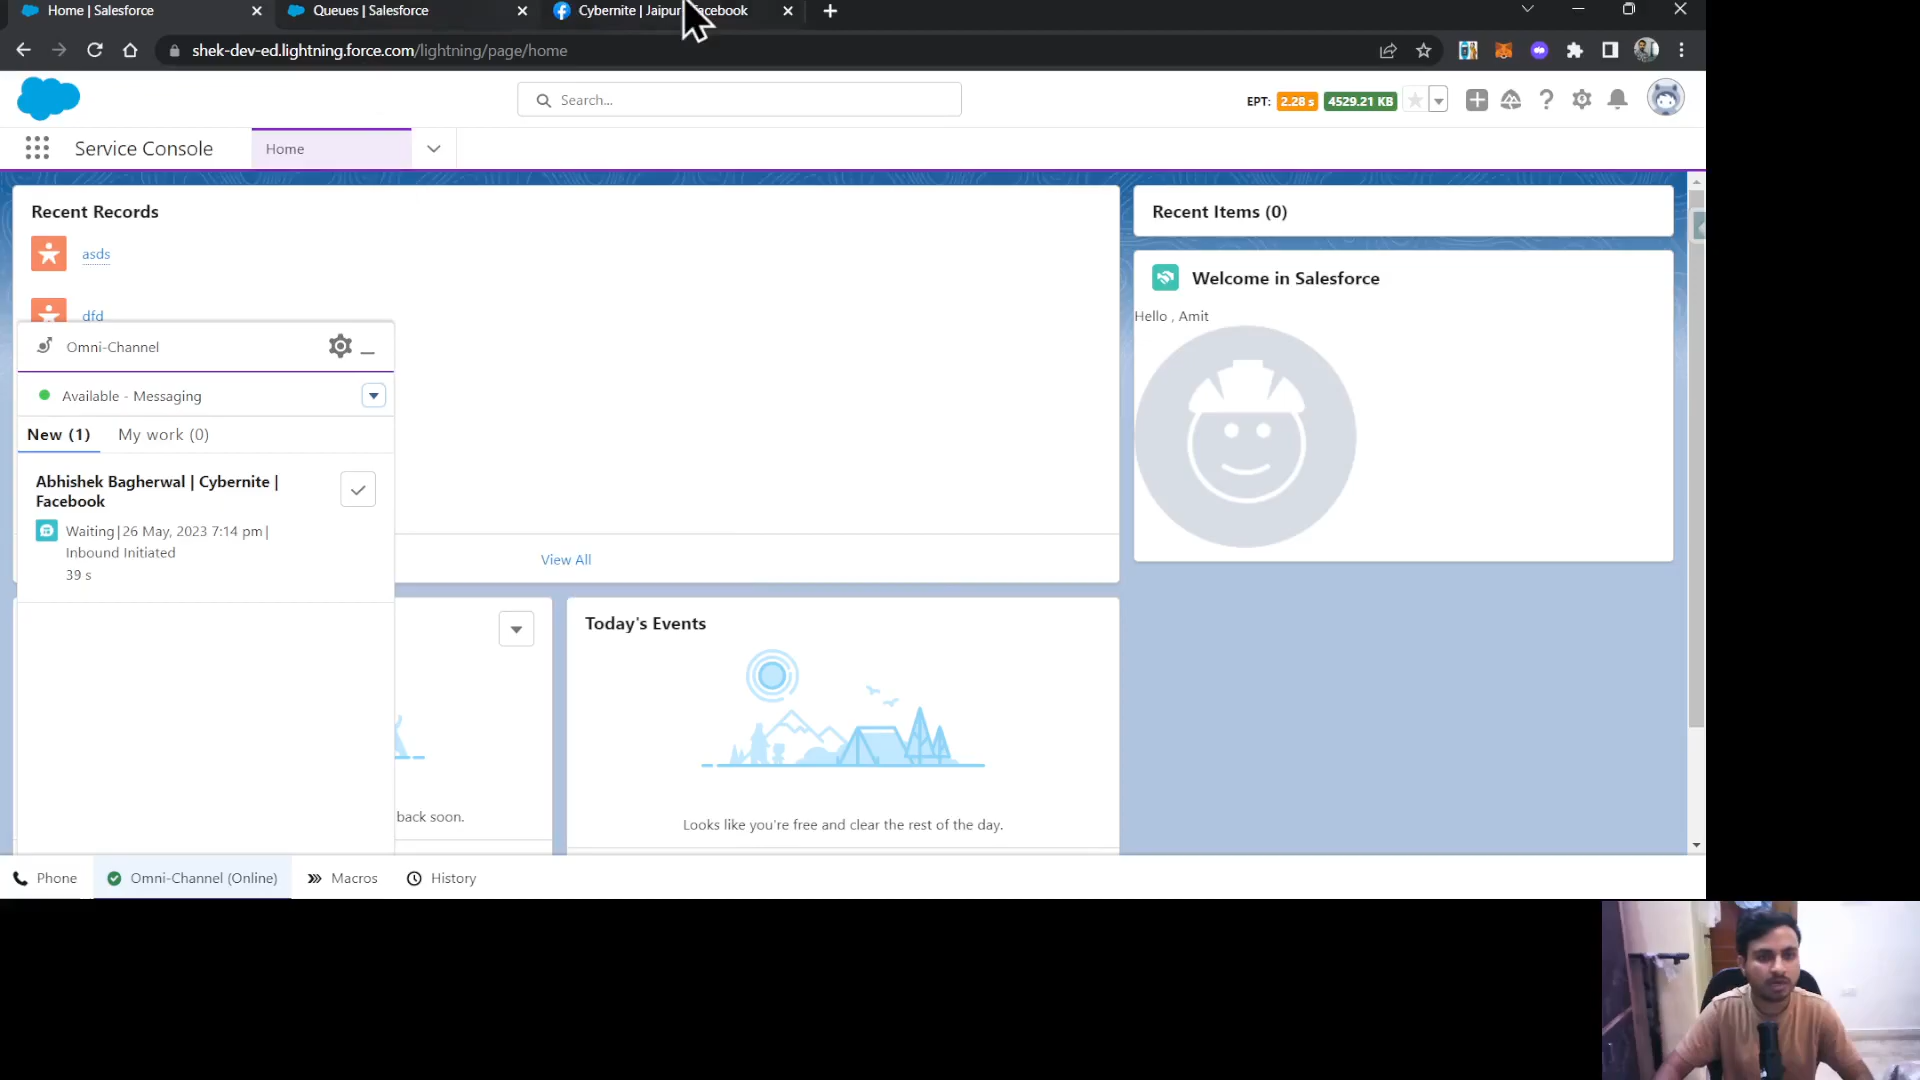 Home | Salesforce
Queues | Salesforce
Cybernite | Jaipur
shek-dev-ed.lightning.force.com/lightning/page/home
Search...
EPT: 2.28 s 4529.21 KB
Service Console
Home
Recent Records
asds
dfd
Recent Items (0)
Welcome in Salesforce
Hello , Amit
Omni-Channel
Available - Messaging
New (1) My work (0)
Abhishek Bagherwal | Cybernite |
Facebook
Waiting|26 May, 2023 7:14 pm|
Inbound Initiated
39 s
View All
Today's Events
back soon.
Looks like you're free and clear the rest of the day.
Phone
Omni-Channel (Online)
Macros
History